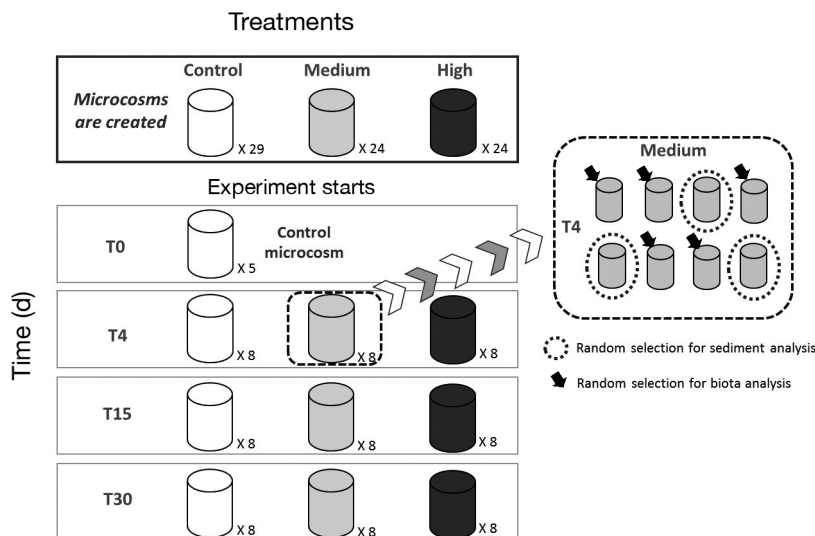 Treatments
Control Medium High
Microcosms
are created
X 29 X 24 X 24
Experiment starts
Medium
T4
T0
Control
microcosm
X 5
T4
X 8 X 8 X 8
Random selection for sediment analysis
Random selection for biota analysis
T15
X 8 X 8 X 8
T30
X 8 X 8 X 8
Time (d)